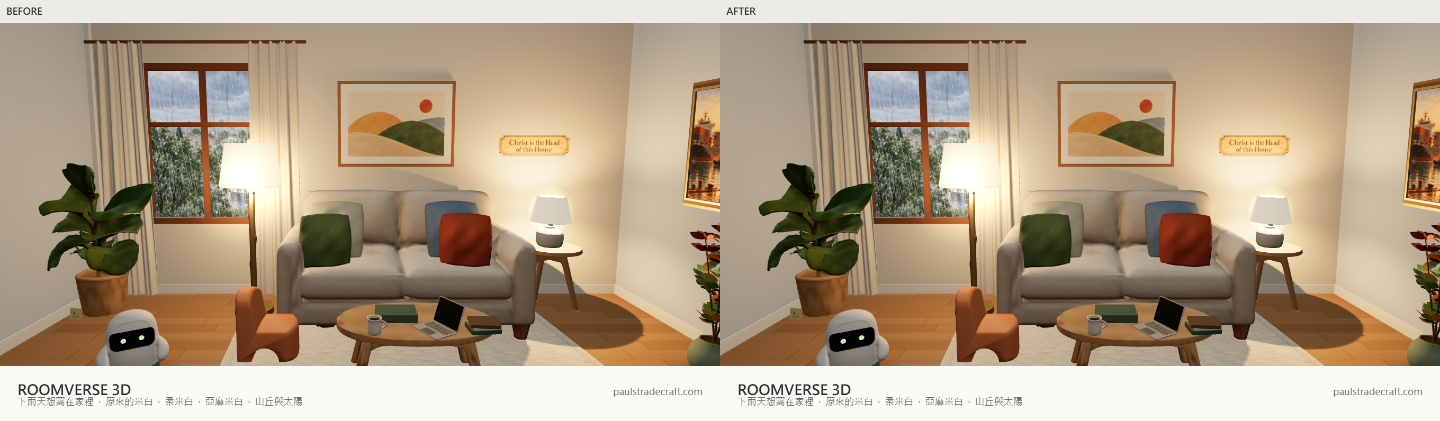 BEFORE
AFTER
Christ is the Head
of this House
Christ is the Head
of this House
ROOMVERSE 3D
下雨天想窩在家裡 · 原來的米白 · 柔米白 · 亞麻米白 · 山丘與太陽
paulstradecraft.com
ROOMVERSE 3D
下雨天想窩在家裡 · 原來的米白 · 柔米白 · 亞麻米白 · 山丘與太陽
paulstradecraft.com